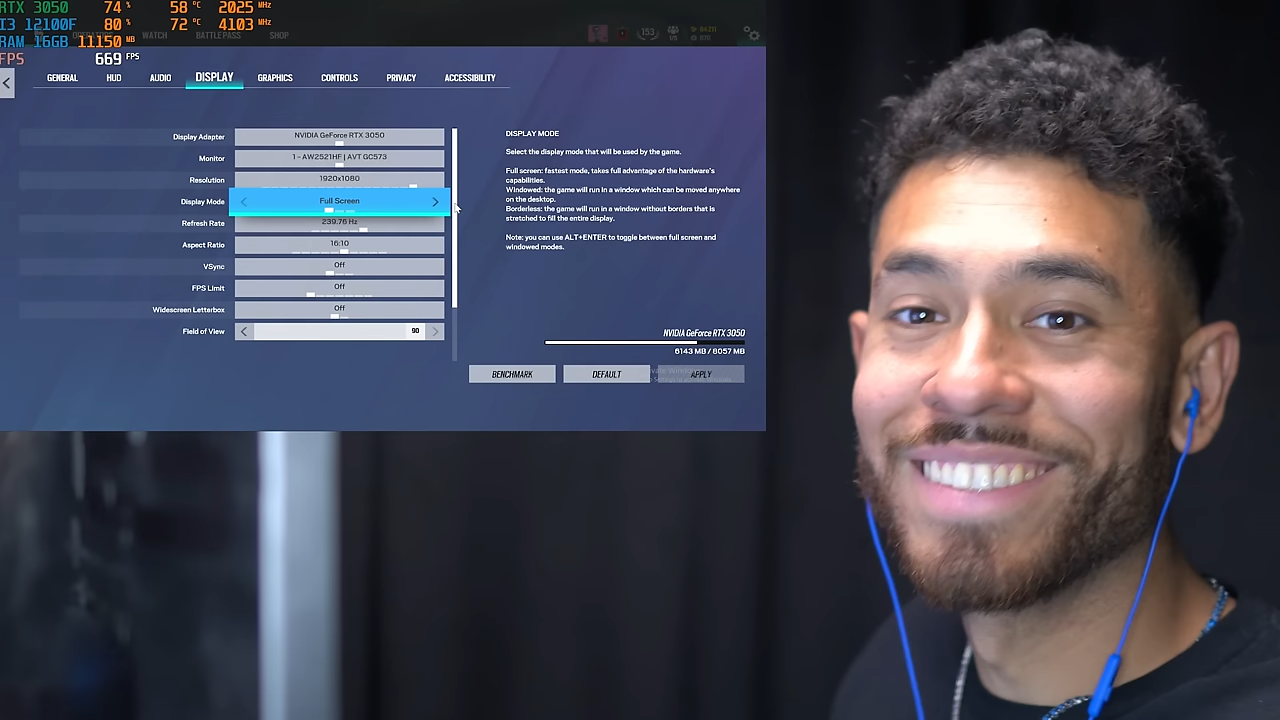 RTX 3050 74 % 58 °C 2025 MHz
I3 12100F 80 % 72 °C 4103 MHz
RAM 16GB 11150 MB
FPS 669 FPS
WATCH BATTLE PASS SHOP
153
GENERAL HUD AUDIO DISPLAY GRAPHICS CONTROLS PRIVACY ACCESSIBILITY
Display Adapter NVIDIA GeForce RTX 3050
Monitor 1 - AW2521HF | AVT GC573
Resolution 1920x1080
Display Mode Full Screen
Refresh Rate 239.76 Hz
Aspect Ratio 16:10
VSync Off
FPS Limit Off
Widescreen Letterbox Off
Field of View 90
DISPLAY MODE
Select the display mode that will be used by the game.
Full screen: fastest mode, takes full advantage of the hardware's
capabilities.
Windowed: the game will run in a window which can be moved anywhere
on the desktop.
Borderless: the game will run in a window without borders that is
stretched to fill the entire display.
Note: you can use ALT+ENTER to toggle between full screen and
windowed modes.
NVIDIA GeForce RTX 3050
6143 MB / 8057 MB
BENCHMARK DEFAULT APPLY